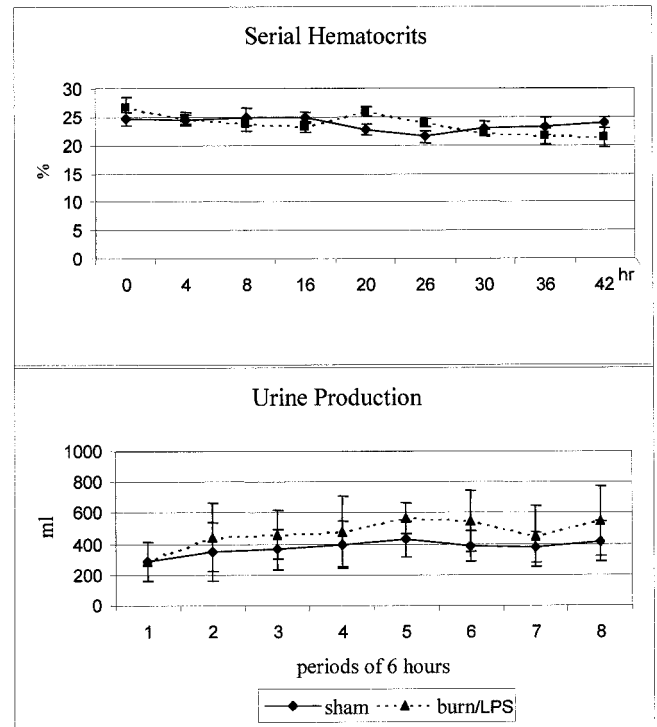 Serial Hematocrits
30
25
20
15
10
5
0
%
0 4 8 16 20 26 30 36 42 hr
Urine Production
1000
800
600
400
200
0
ml
1 2 3 4 5 6 7 8
periods of 6 hours
sham burn/LPS